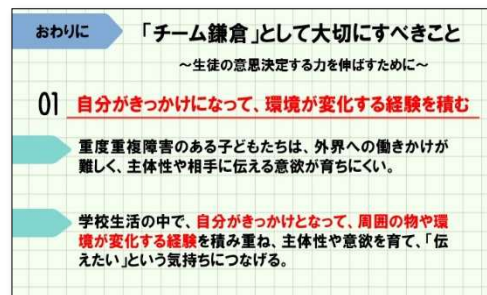 おわりに
「チーム鎌倉」として大切にすべきこと
～生徒の意思決定する力を伸ばすために～
01 自分がきっかけになって、環境が変化する経験を積む
重度重複障害のある子どもたちは、外界への働きかけが
難しく、主体性や相手に伝える意欲が育ちにくい。
学校生活の中で、自分がきっかけとなって、周囲の物や環
境が変化する経験を積み重ね、主体性や意欲を育て、「伝
えたい」という気持ちにつなげる。